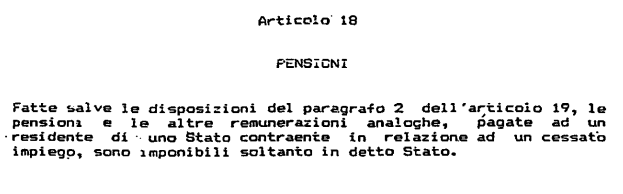 Articolo 18
PENSIONI
Fatte salve le disposizioni del paragrafo 2 dell'articolo 19, le
pensioni e le altre remunerazioni analoghe, pagate ad un
residente di uno Stato contraente in relazione ad un cessato
impiego, sono imponibili soltanto in detto Stato.